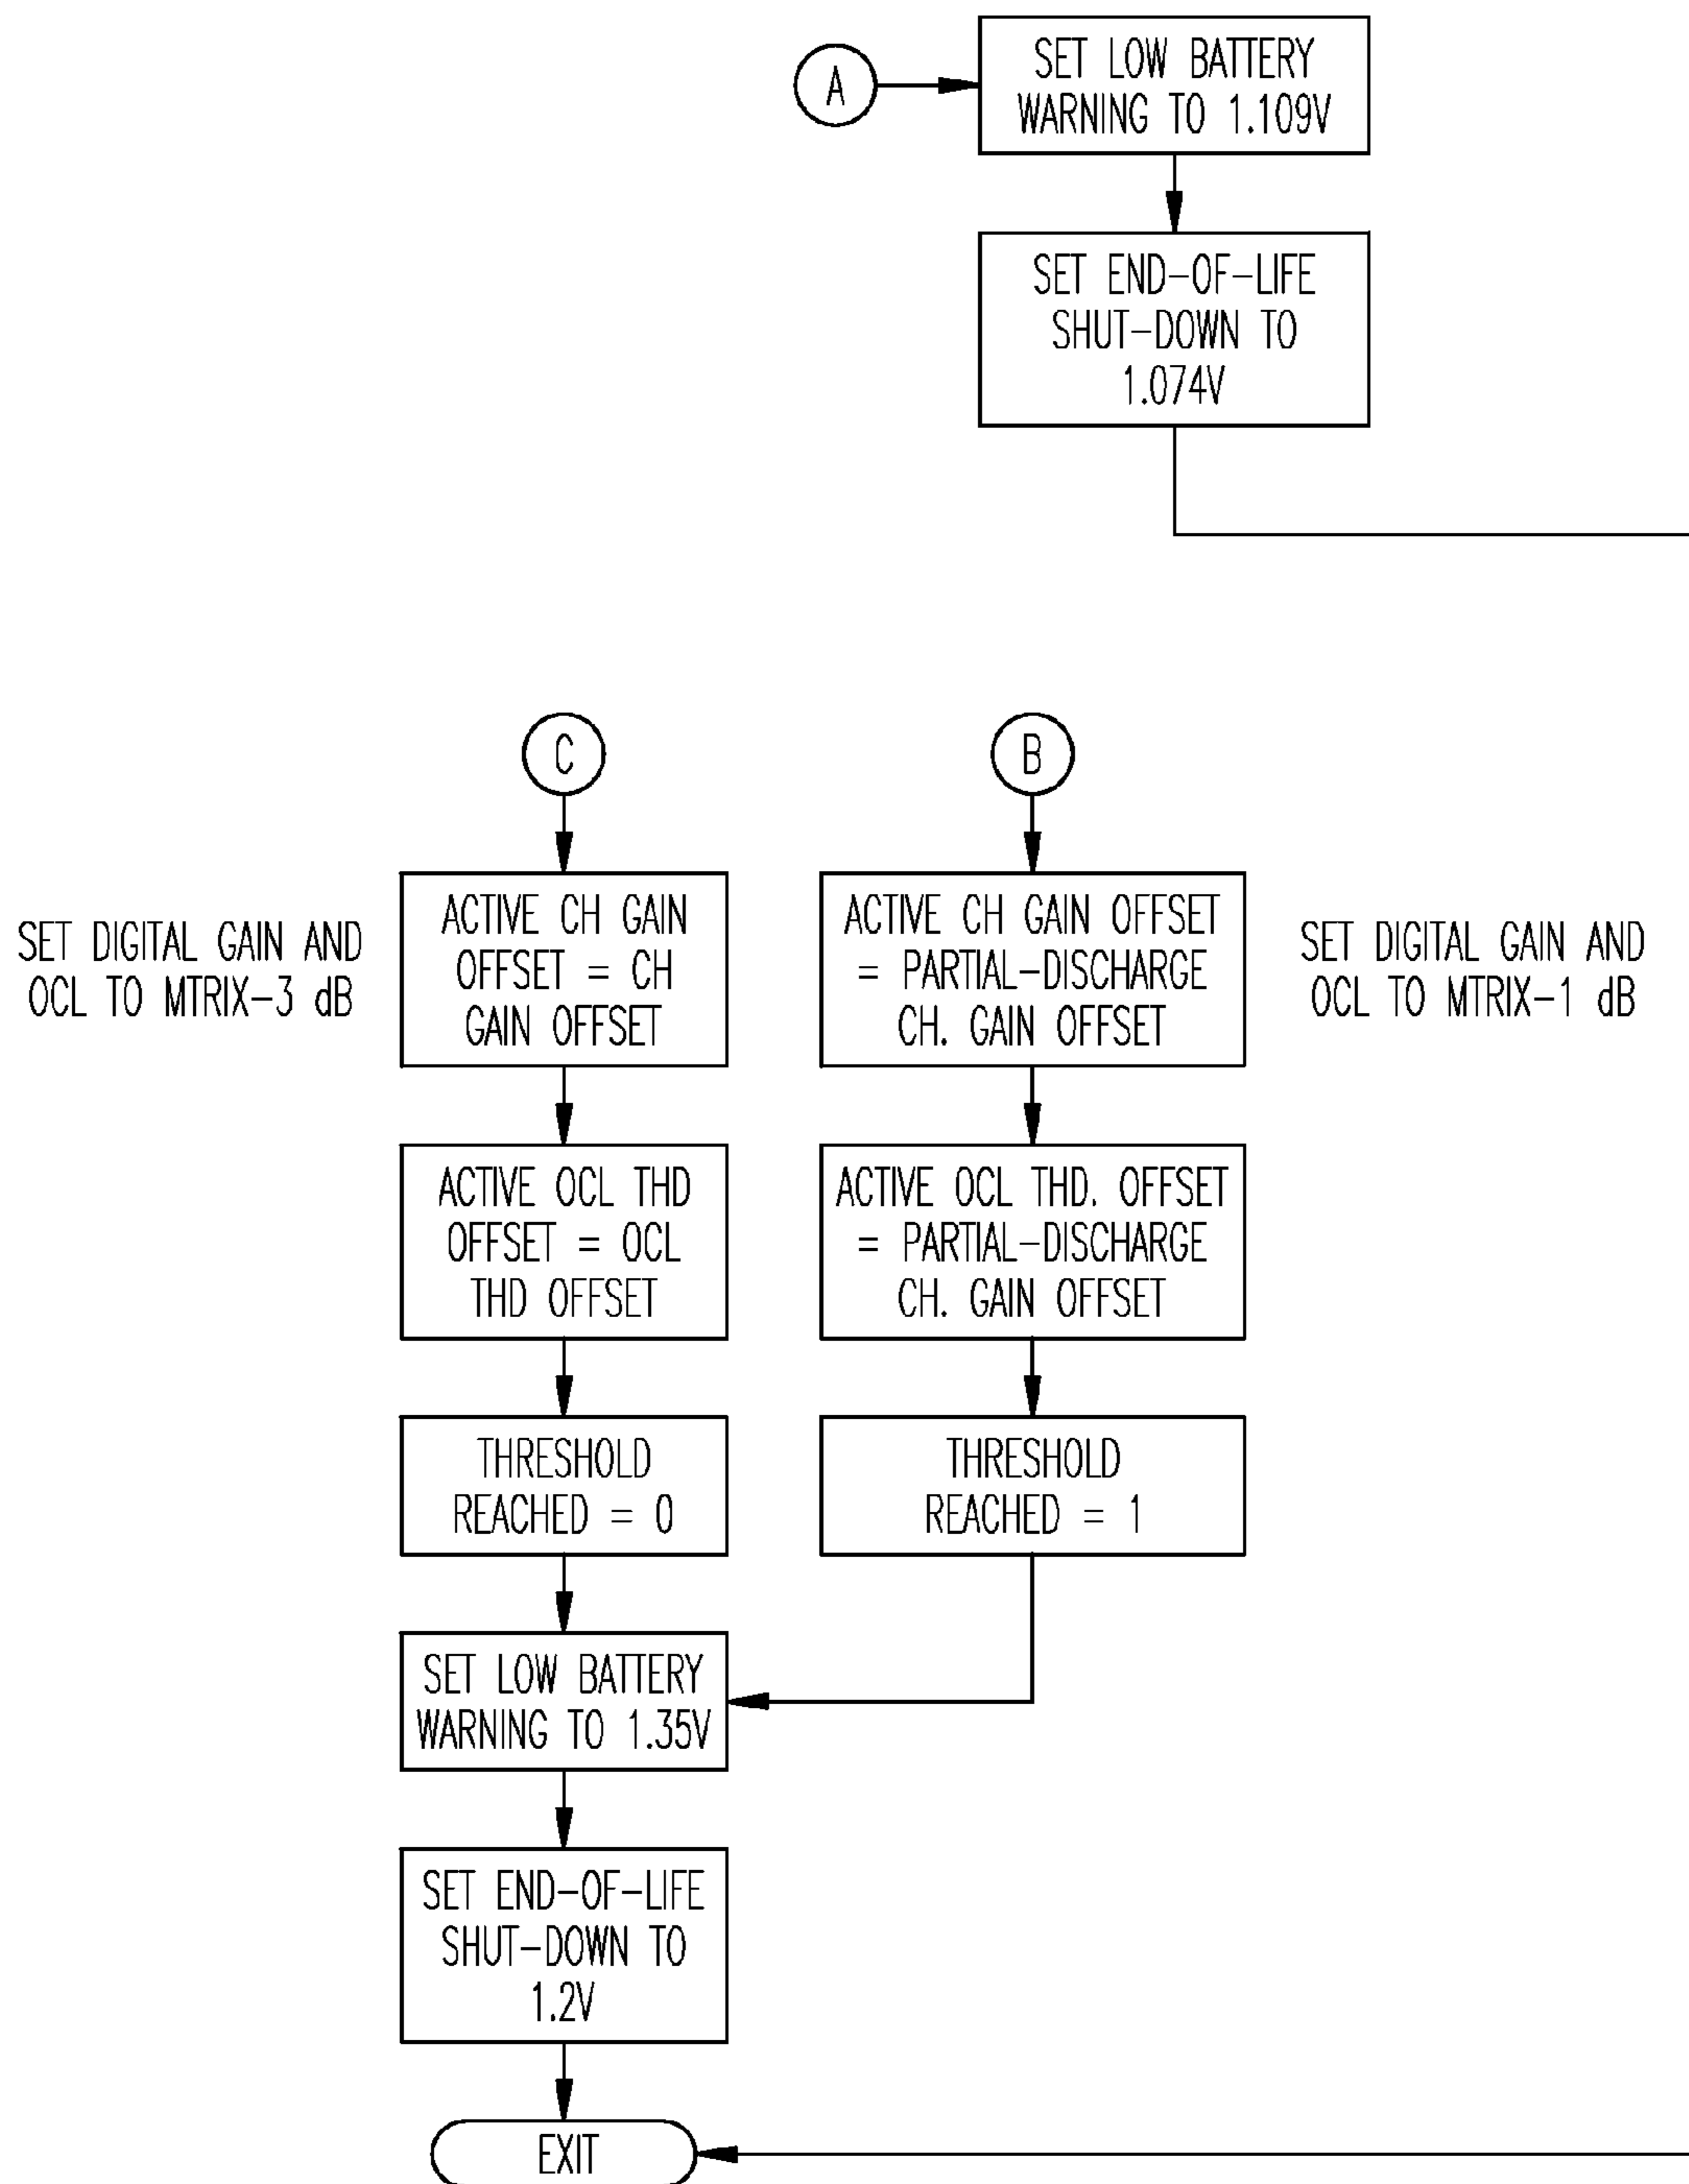 A
SET LOW BATTERY
WARNING TO 1.109V
SET END-OF-LIFE
SHUT-DOWN TO
1.074V
C
B
SET DIGITAL GAIN AND
OCL TO MTRIX-3 dB
ACTIVE CH GAIN
OFFSET = CH
GAIN OFFSET
ACTIVE CH GAIN OFFSET
= PARTIAL-DISCHARGE
CH. GAIN OFFSET
SET DIGITAL GAIN AND
OCL TO MTRIX-1 dB
ACTIVE OCL THD
OFFSET = OCL
THD OFFSET
ACTIVE OCL THD. OFFSET
= PARTIAL-DISCHARGE
CH. GAIN OFFSET
THRESHOLD
REACHED = 0
THRESHOLD
REACHED = 1
SET LOW BATTERY
WARNING TO 1.35V
SET END-OF-LIFE
SHUT-DOWN TO
1.2V
EXIT